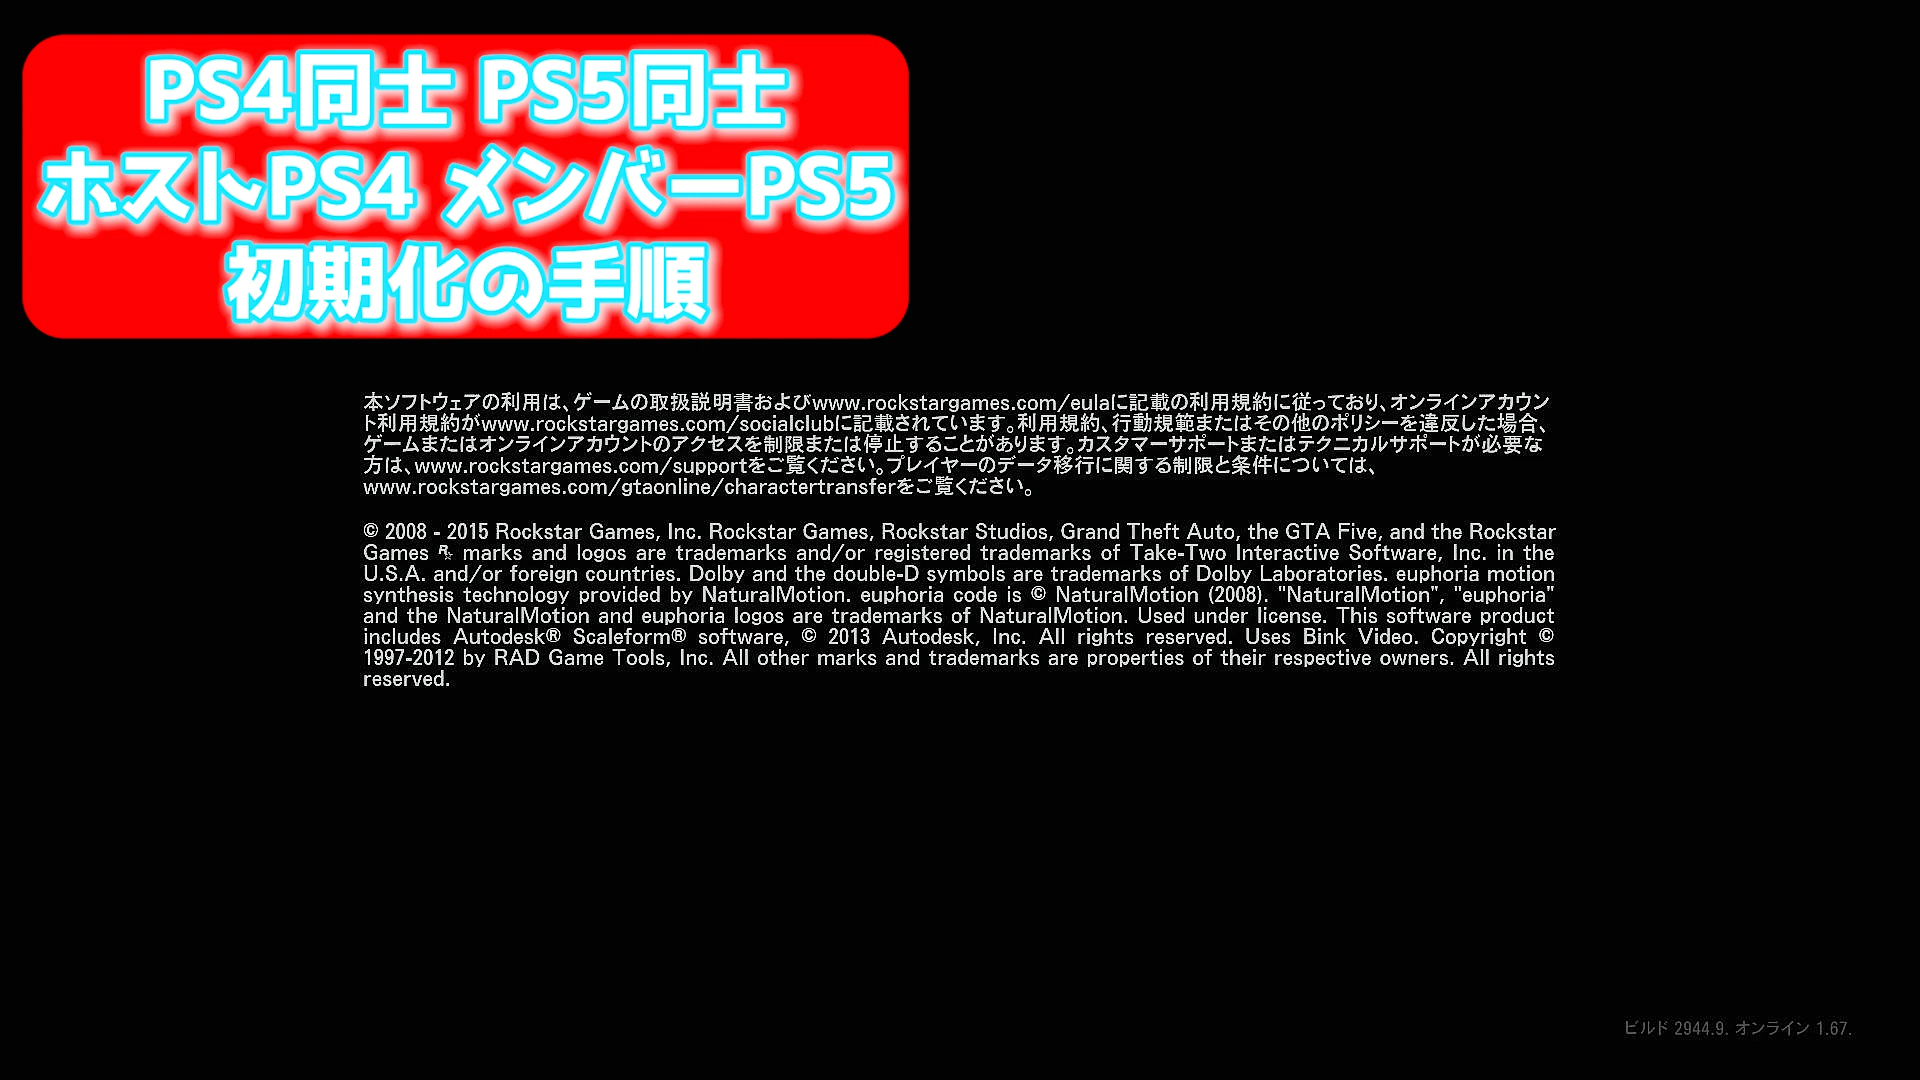 PS4同士 PS5同士
ホストPS4 メンバーPS5
初期化の手順
本ソフトウェアの利用は、ゲームの取扱説明書およびwww.rockstargames.com/eulaに記載の利用規約に従っており、オンラインアカウン
ト利用規約がwww.rockstargames.com/socialclubに記載されています。利用規約、行動規範またはその他のポリシーを違反した場合、
ゲームまたはオンラインアカウントのアクセスを制限または停止することがあります。カスタマーサポートまたはテクニカルサポートが必要な
方は、www.rockstargames.com/supportをご覧ください。プレイヤーのデータ移行に関する制限と条件については、
www.rockstargames.com/gtaonline/charactertransferをご覧ください。
© 2008 - 2015 Rockstar Games, Inc. Rockstar Games, Rockstar Studios, Grand Theft Auto, the GTA Five, and the Rockstar
Games R* marks and logos are trademarks and/or registered trademarks of Take-Two Interactive Software, Inc. in the
U.S.A. and/or foreign countries. Dolby and the double-D symbols are trademarks of Dolby Laboratories. euphoria motion
synthesis technology provided by NaturalMotion. euphoria code is © NaturalMotion (2008). "NaturalMotion", "euphoria"
and the NaturalMotion and euphoria logos are trademarks of NaturalMotion. Used under license. This software product
includes Autodesk® Scaleform® software, © 2013 Autodesk, Inc. All rights reserved. Uses Bink Video. Copyright ©
1997-2012 by RAD Game Tools, Inc. All other marks and trademarks are properties of their respective owners. All rights
reserved.
ビルド 2944.9. オンライン 1.67.